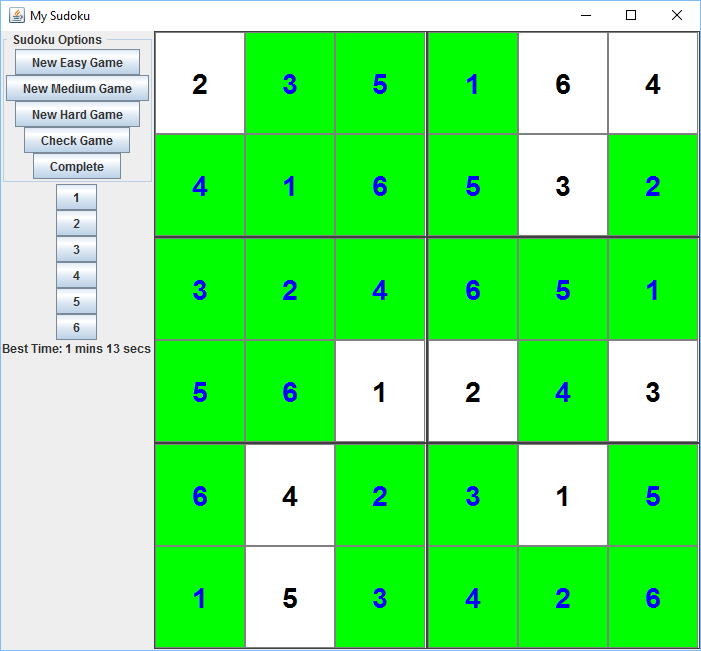 My Sudoku
Sudoku Options
New Easy Game
New Medium Game
New Hard Game
Check Game
Complete
1
2
3
4
5
6
Best Time: 1 mins 13 secs
2 3 5 1 6 4
4 1 6 5 3 2
3 2 4 6 5 1
5 6 1 2 4 3
6 4 2 3 1 5
1 5 3 4 2 6